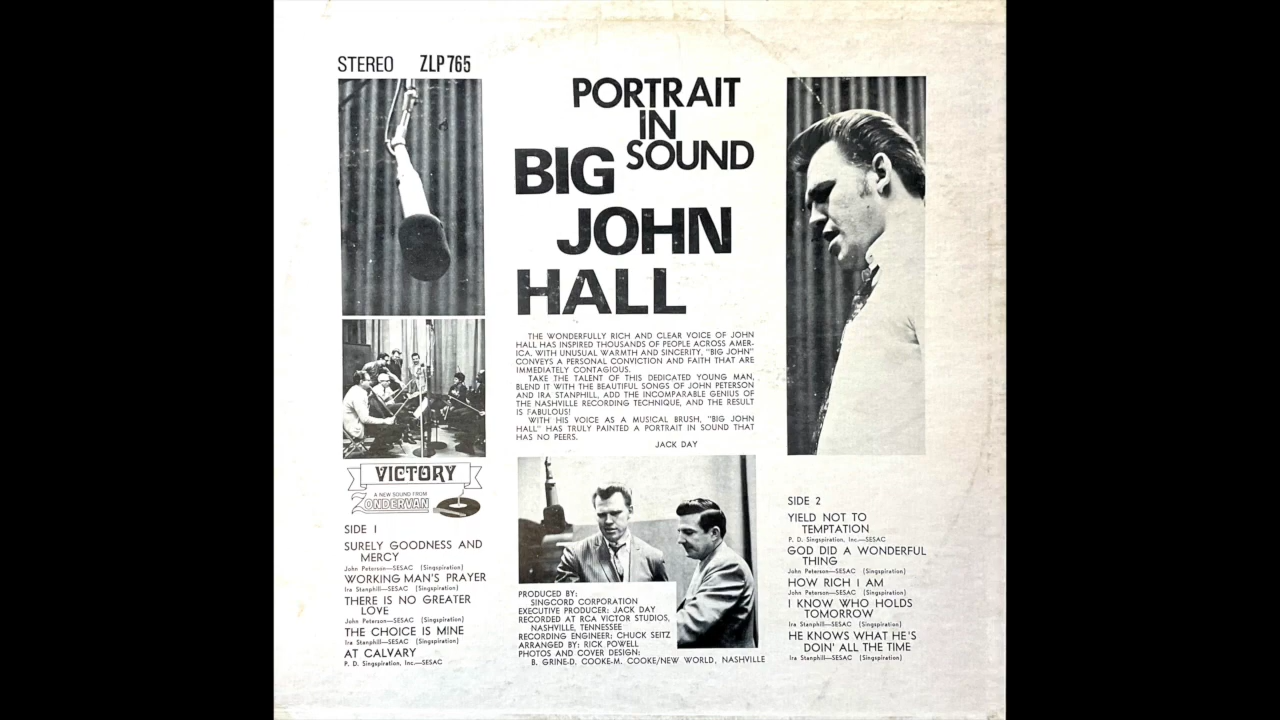 STEREO ZLP 765
PORTRAIT
IN
SOUND
BIG
JOHN
HALL
THE WONDERFULLY RICH AND CLEAR VOICE OF JOHN
HALL HAS INSPIRED THOUSANDS OF PEOPLE ACROSS AMER-
ICA. WITH UNUSUAL WARMTH AND SINCERITY, "BIG JOHN"
CONVEYS A PERSONAL CONVICTION AND FAITH THAT ARE
IMMEDIATELY CONTAGIOUS.
TAKE THE TALENT OF THIS DEDICATED YOUNG MAN,
BLEND IT WITH THE BEAUTIFUL SONGS OF JOHN PETERSON
AND IRA STANPHILL, ADD THE INCOMPARABLE GENIUS OF
THE NASHVILLE RECORDING TECHNIQUE, AND THE RESULT
IS FABULOUS!
WITH HIS VOICE AS A MUSICAL BRUSH, "BIG JOHN
HALL" HAS TRULY PAINTED A PORTRAIT IN SOUND THAT
HAS NO PEERS.
JACK DAY
VICTORY
A NEW SOUND FROM
ZONDERVAN
SIDE 1
SURELY GOODNESS AND
MERCY
John Peterson—SESAC (Singspiration)
WORKING MAN'S PRAYER
Ira Stanphill—SESAC (Singspiration)
THERE IS NO GREATER
LOVE
John Peterson—SESAC (Singspiration)
THE CHOICE IS MINE
Ira Stanphill—SESAC (Singspiration)
AT CALVARY
P. D. Singspiration, Inc.—SESAC
PRODUCED BY:
SINGCORD CORPORATION
EXECUTIVE PRODUCER: JACK DAY
RECORDED AT RCA VICTOR STUDIOS,
NASHVILLE, TENNESSEE
RECORDING ENGINEER; CHUCK SEITZ
ARRANGED BY: RICK POWELL
PHOTOS AND COVER DESIGN:
B. GRINE-D. COOKE-M. COOKE/NEW WORLD, NASHVILLE
SIDE 2
YIELD NOT TO
TEMPTATION
P. D. Singspiration, Inc.—SESAC
GOD DID A WONDERFUL
THING
John Peterson—SESAC (Singspiration)
HOW RICH I AM
John Peterson—SESAC (Singspiration)
I KNOW WHO HOLDS
TOMORROW
Ira Stanphill—SESAC (Singspiration)
HE KNOWS WHAT HE'S
DOIN' ALL THE TIME
Ira Stanphill—SESAC (Singspiration)